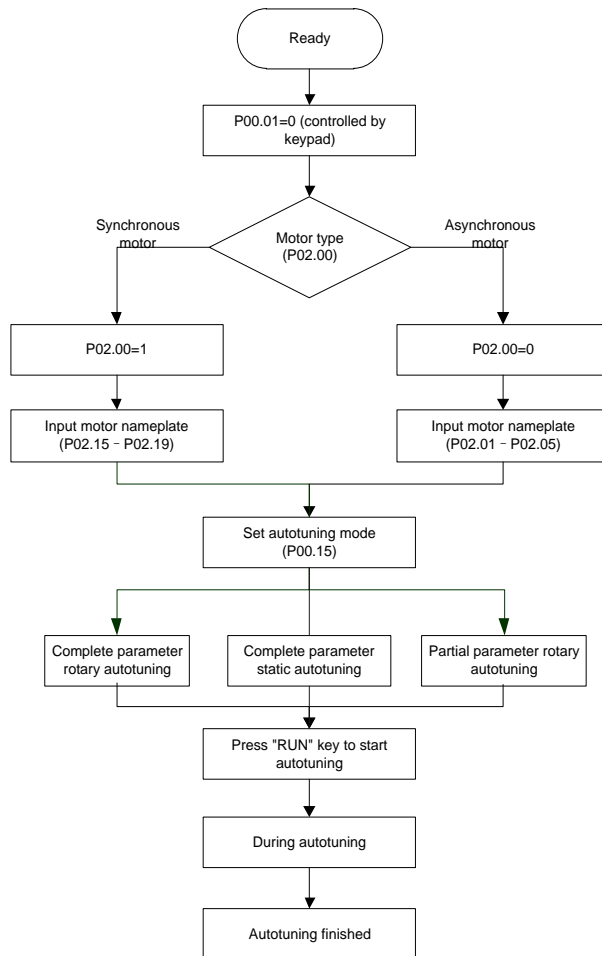 Ready
P00.01=0 (controlled by
keypad)
Synchronous
motor
Motor type
(P02.00)
Asynchronous
motor
P02.00=1
P02.00=0
Input motor nameplate
(P02.15﹣P02.19)
Input motor nameplate
(P02.01﹣P02.05)
Set autotuning mode
(P00.15)
Complete parameter
rotary autotuning
Complete parameter
static autotuning
Partial parameter rotary
autotuning
Press "RUN" key to start
autotuning
During autotuning
Autotuning finished